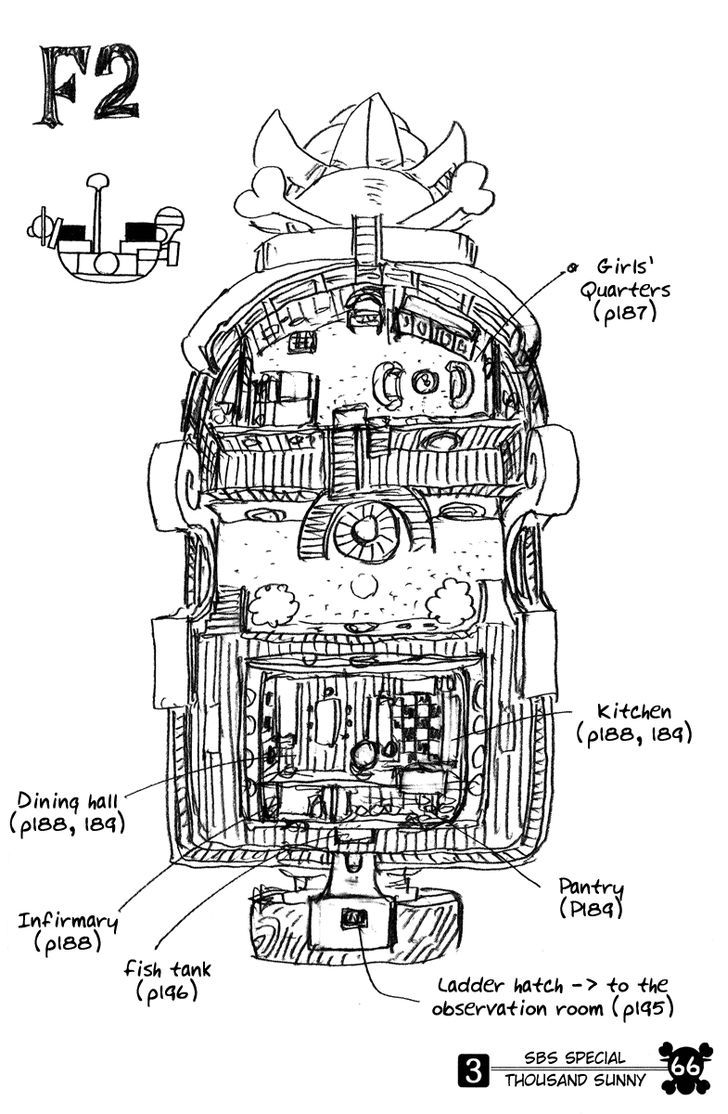 F2
Girls'
Quarters
(p187)
Kitchen
(p188, 189)
Dining hall
(p188, 189)
Pantry
(P189)
Infirmary
(p188)
fish tank
(p196)
Ladder hatch -> to the
observation room (p195)
3
SBS SPECIAL
THOUSAND SUNNY
66